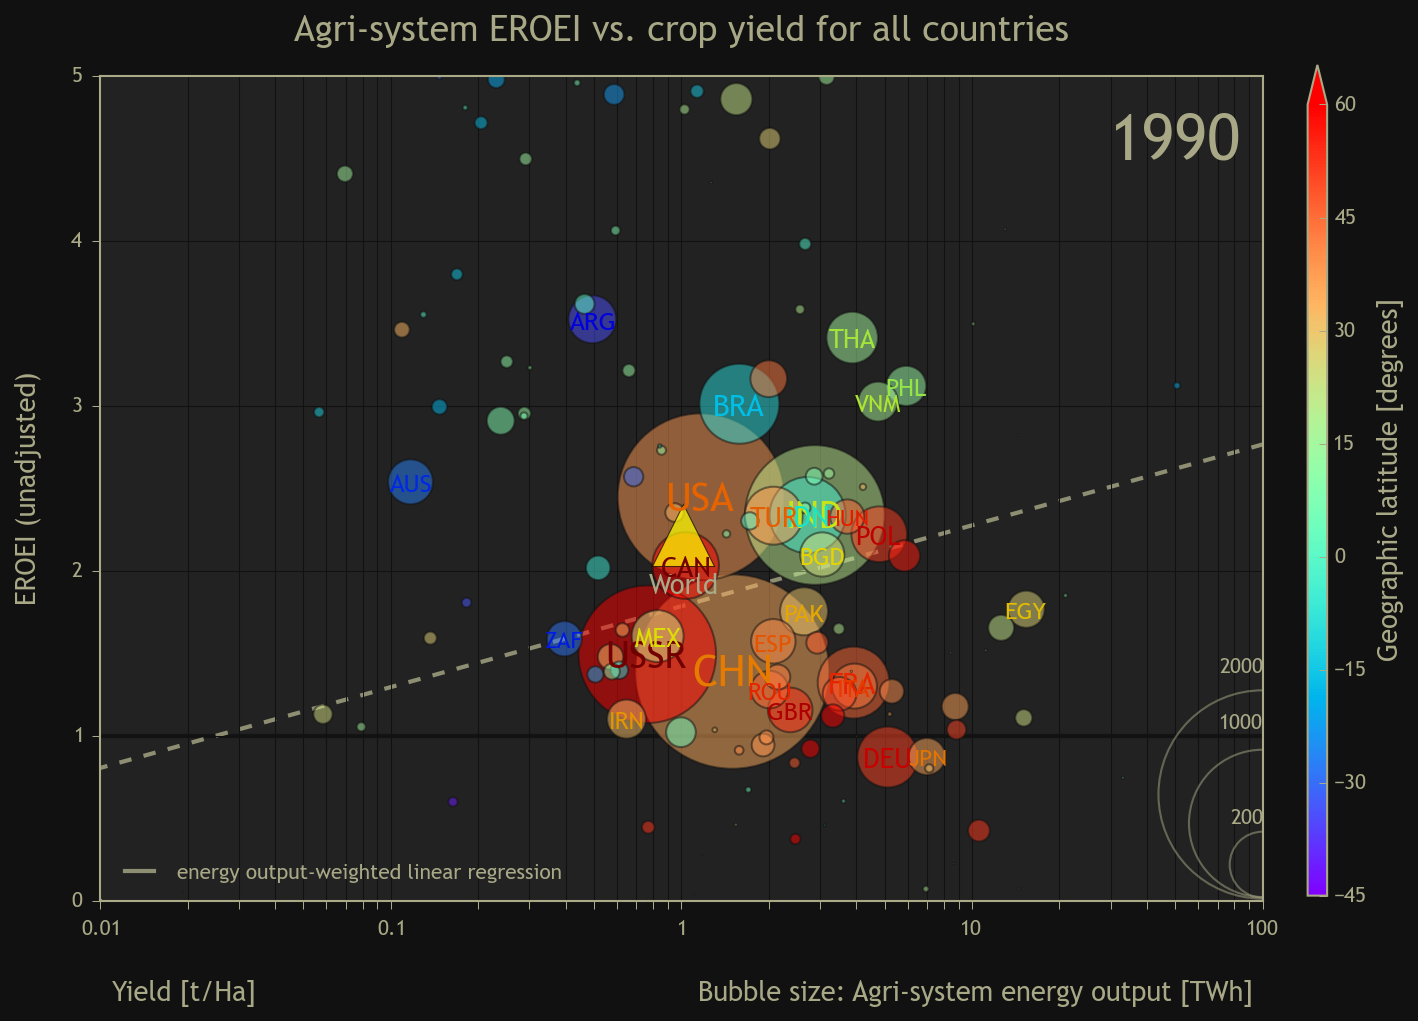 Agri-system EROEI vs. crop yield for all countries
1990
EROEI (unadjusted)
5
4
3
2
1
0
0.01
0.1
1
10
100
Yield [t/Ha]
Bubble size: Agri-system energy output [TWh]
energy output-weighted linear regression
ARG
THA
PHL
VNM
BRA
AUS
USA
TUR
IND
HUN
POL
BGD
CAN
World
PAK
EGY
ZAF
MEX
USSR
ESP
CHN
ROU
FRA
GBR
IRN
DEU
JPN
2000
1000
200
60
45
30
15
0
−15
−30
−45
Geographic latitude [degrees]